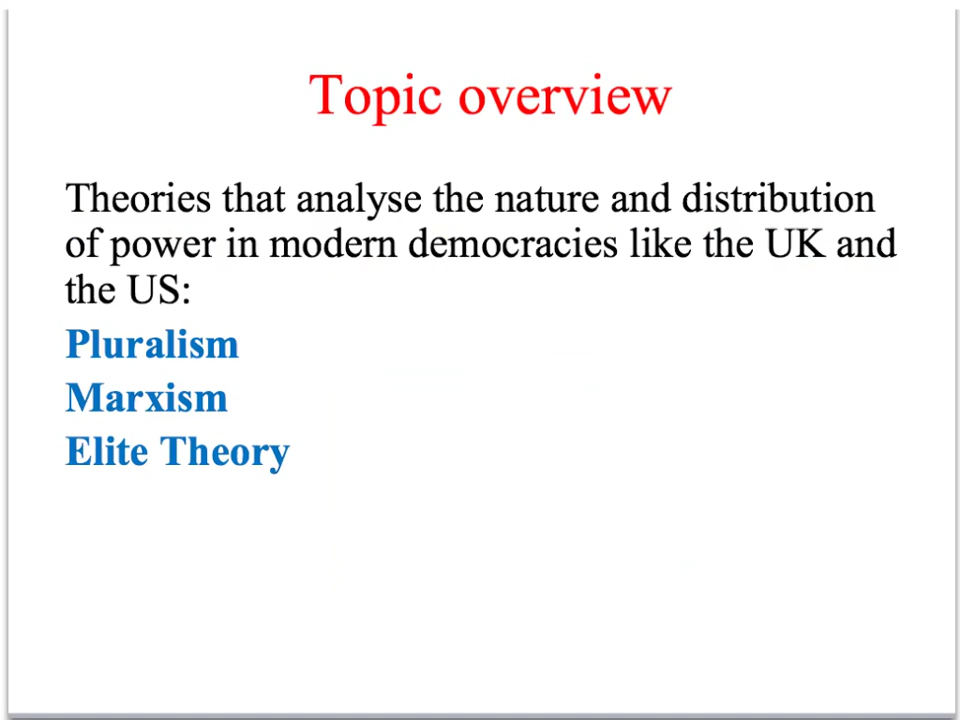 Topic overview
Theories that analyse the nature and distribution
of power in modern democracies like the UK and
the US:
Pluralism
Marxism
Elite Theory